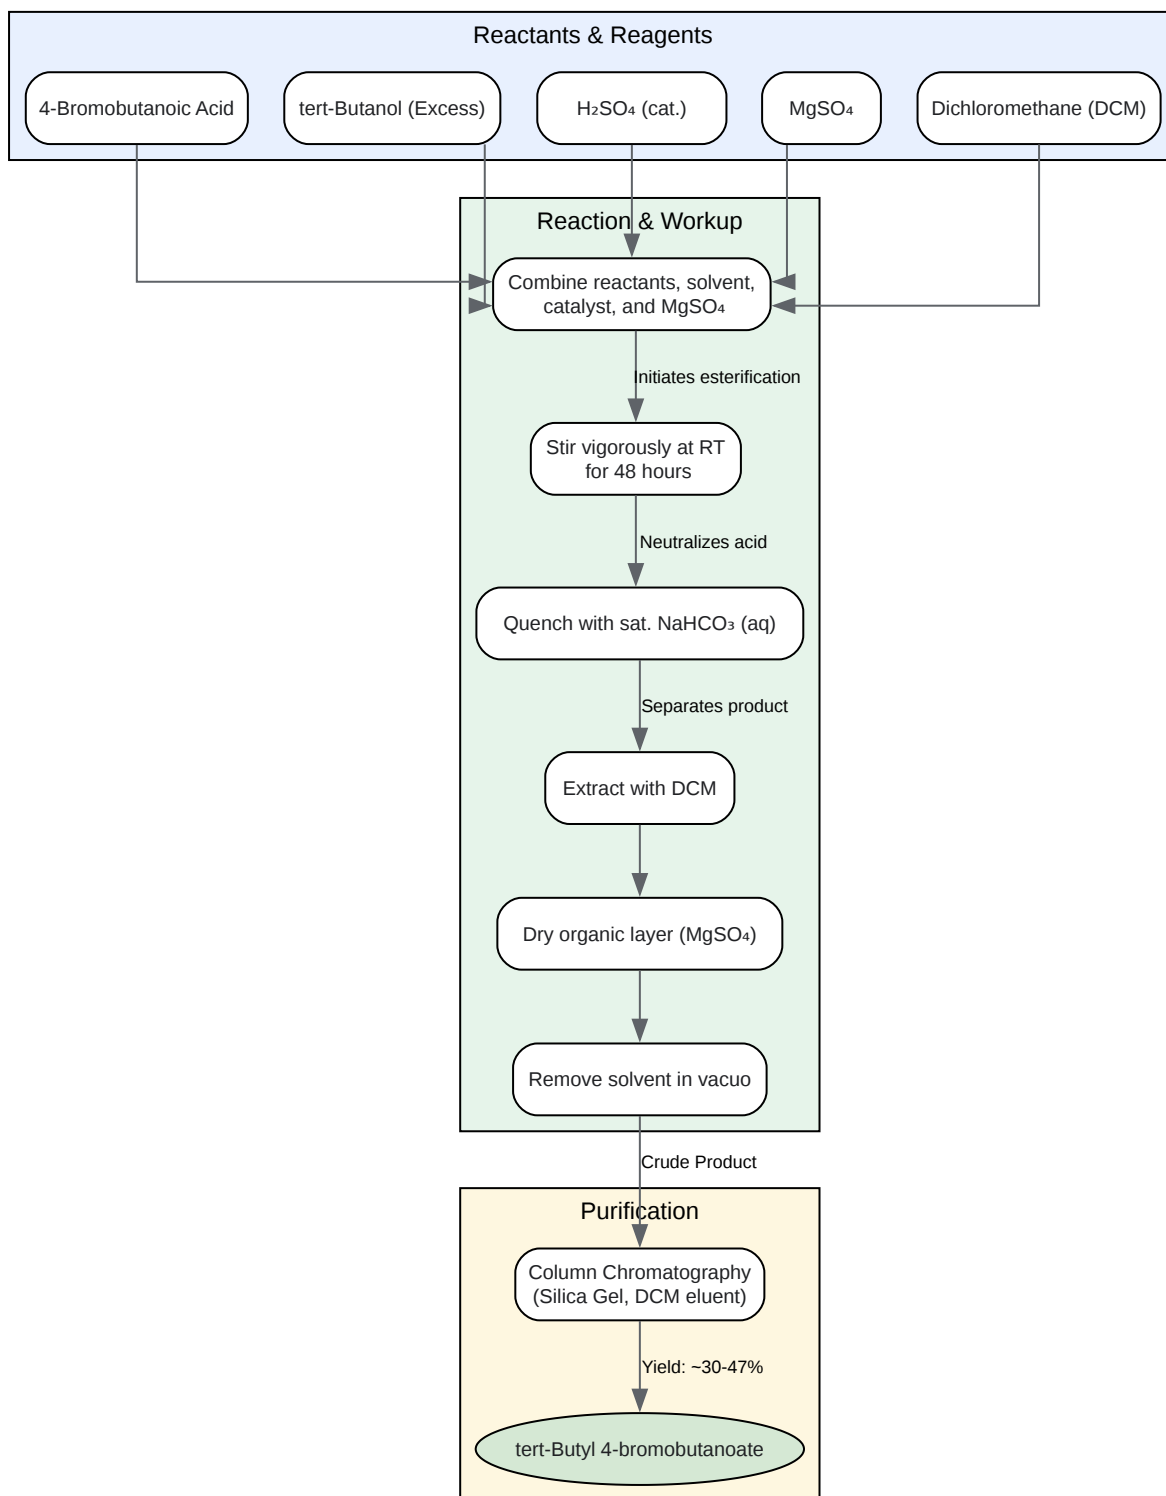 Reactants & Reagents
4-Bromobutanoic Acid
tert-Butanol (Excess)
H₂SO₄ (cat.)
MgSO₄
Dichloromethane (DCM)
Reaction & Workup
Combine reactants, solvent,
catalyst, and MgSO₄
Initiates esterification
Stir vigorously at RT
for 48 hours
Neutralizes acid
Quench with sat. NaHCO₃ (aq)
Separates product
Extract with DCM
Dry organic layer (MgSO₄)
Remove solvent in vacuo
Crude Product
Purification
Column Chromatography
(Silica Gel, DCM eluent)
Yield: ~30-47%
tert-Butyl 4-bromobutanoate